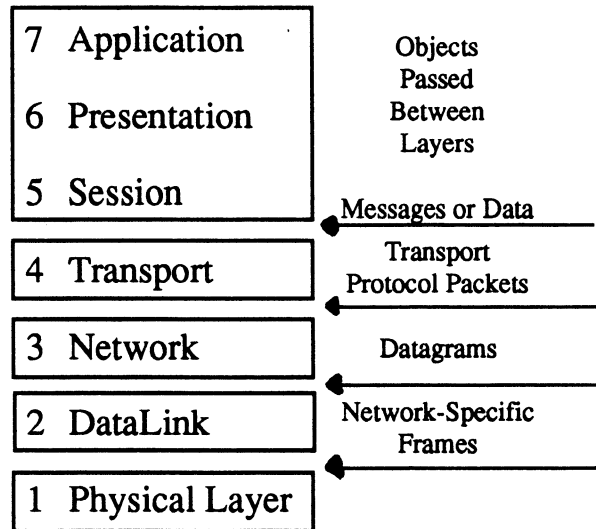 7 Application
6 Presentation
5 Session
4 Transport
3 Network
2 DataLink
1 Physical Layer
Objects
Passed
Between
Layers
Messages or Data
Transport
Protocol Packets
Datagrams
Network-Specific
Frames